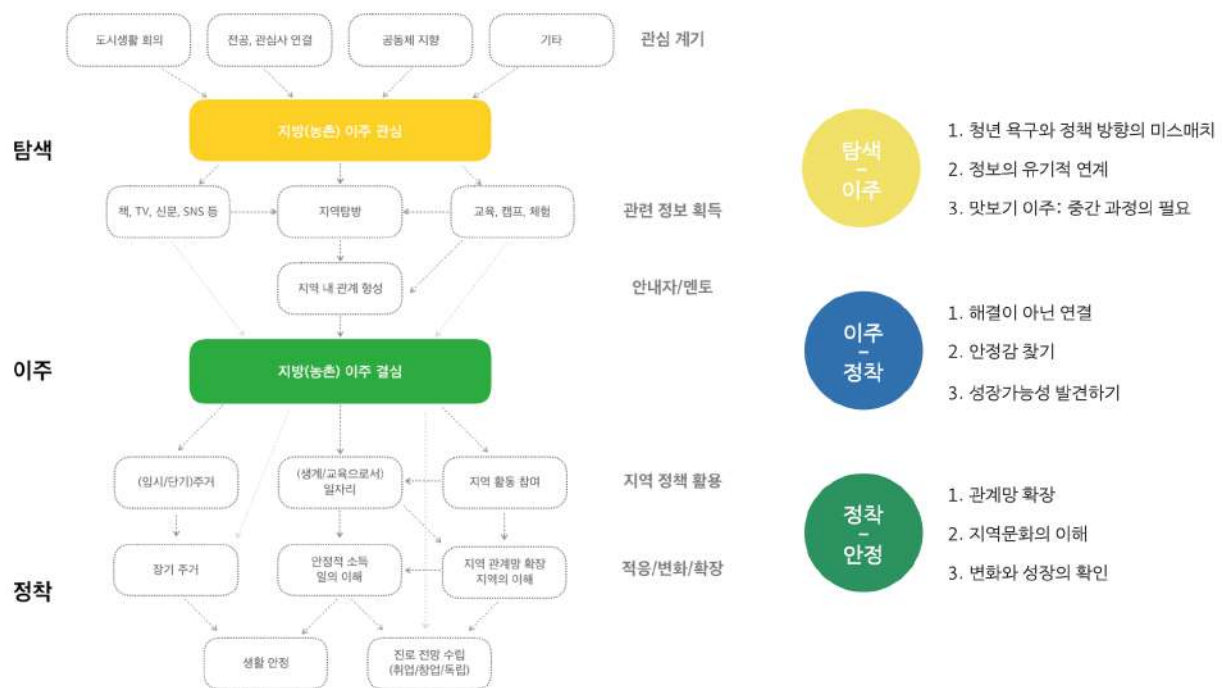 도시생활 회의
전공, 관심사 연결
공동체 지향
기타
관심 계기
지방(농촌) 이주 관심
탐색
책, TV, 신문, SNS 등
지역탐방
교육, 캠프, 체험
관련 정보 획득
지역 내 관계 형성
안내자/멘토
이주
지방(농촌) 이주 결심
(임시/단기)주거
(생계/교육으로서)
일자리
지역 활동 참여
지역 정책 활용
장기 주거
안정적 소득
일의 이해
지역 관계망 확장
지역의 이해
적응/변화/확장
정착
생활 안정
진로 전망 수립
(취업/창업/독립)
탐색
–
이주
1. 청년 욕구와 정책 방향의 미스매치
2. 정보의 유기적 연계
3. 맛보기 이주: 중간 과정의 필요
이주
–
정착
1. 해결이 아닌 연결
2. 안정감 찾기
3. 성장가능성 발견하기
정착
–
안정
1. 관계망 확장
2. 지역문화의 이해
3. 변화와 성장의 확인